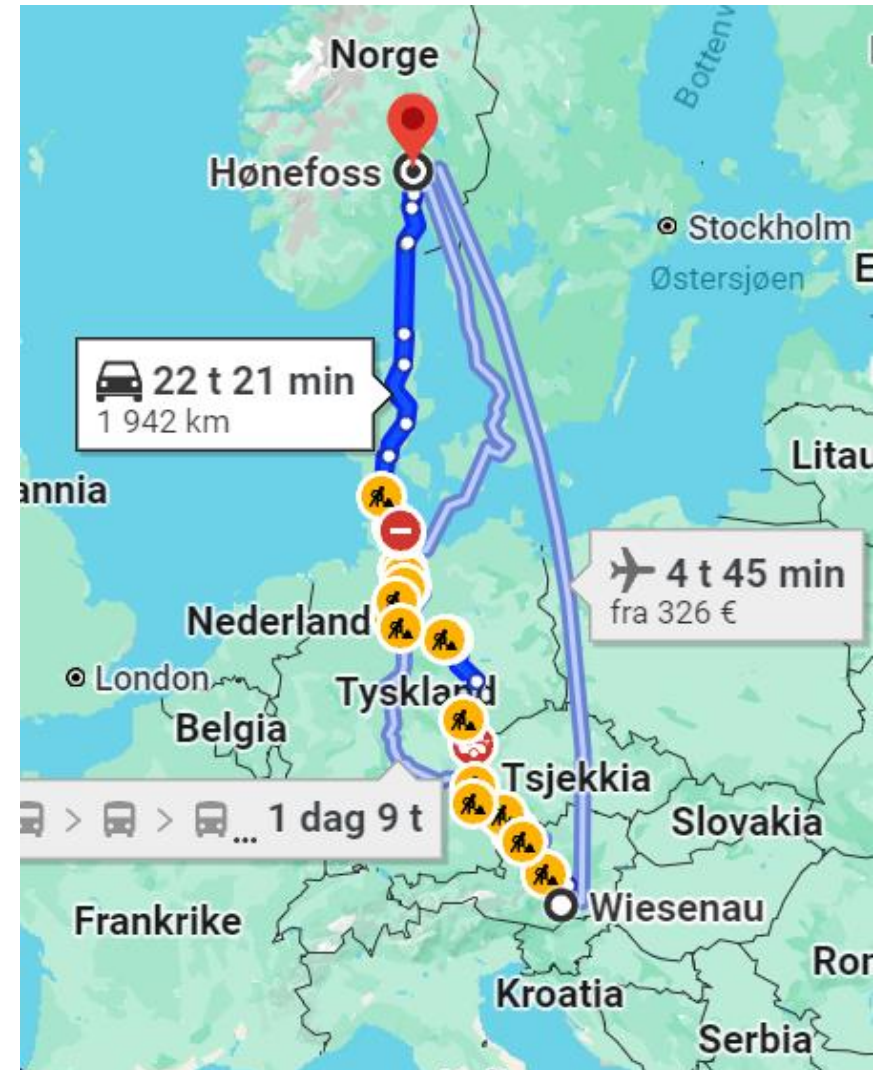 Norge
Bottenv
Hønefoss
Stockholm
Østersjøen
E
22 t 21 min
1 942 km
Litau
annia
4 t 45 min
fra 326 €
Nederland
London
Tyskland
Belgia
Tsjekkia
> > ... 1 dag 9 t
Slovakia
Wiesenau
Frankrike
Ror
Kroatia
Serbia